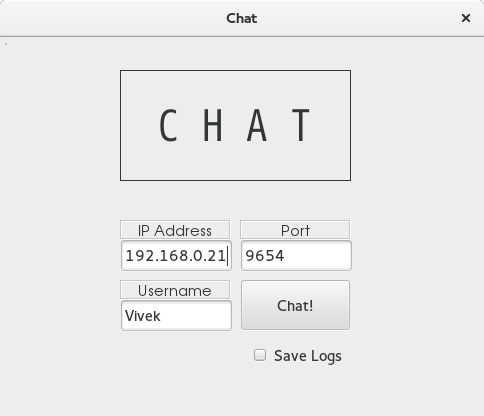 Chat
C H A T
IP Address
Port
192.168.0.21
9654
Username
Vivek
Chat!
Save Logs